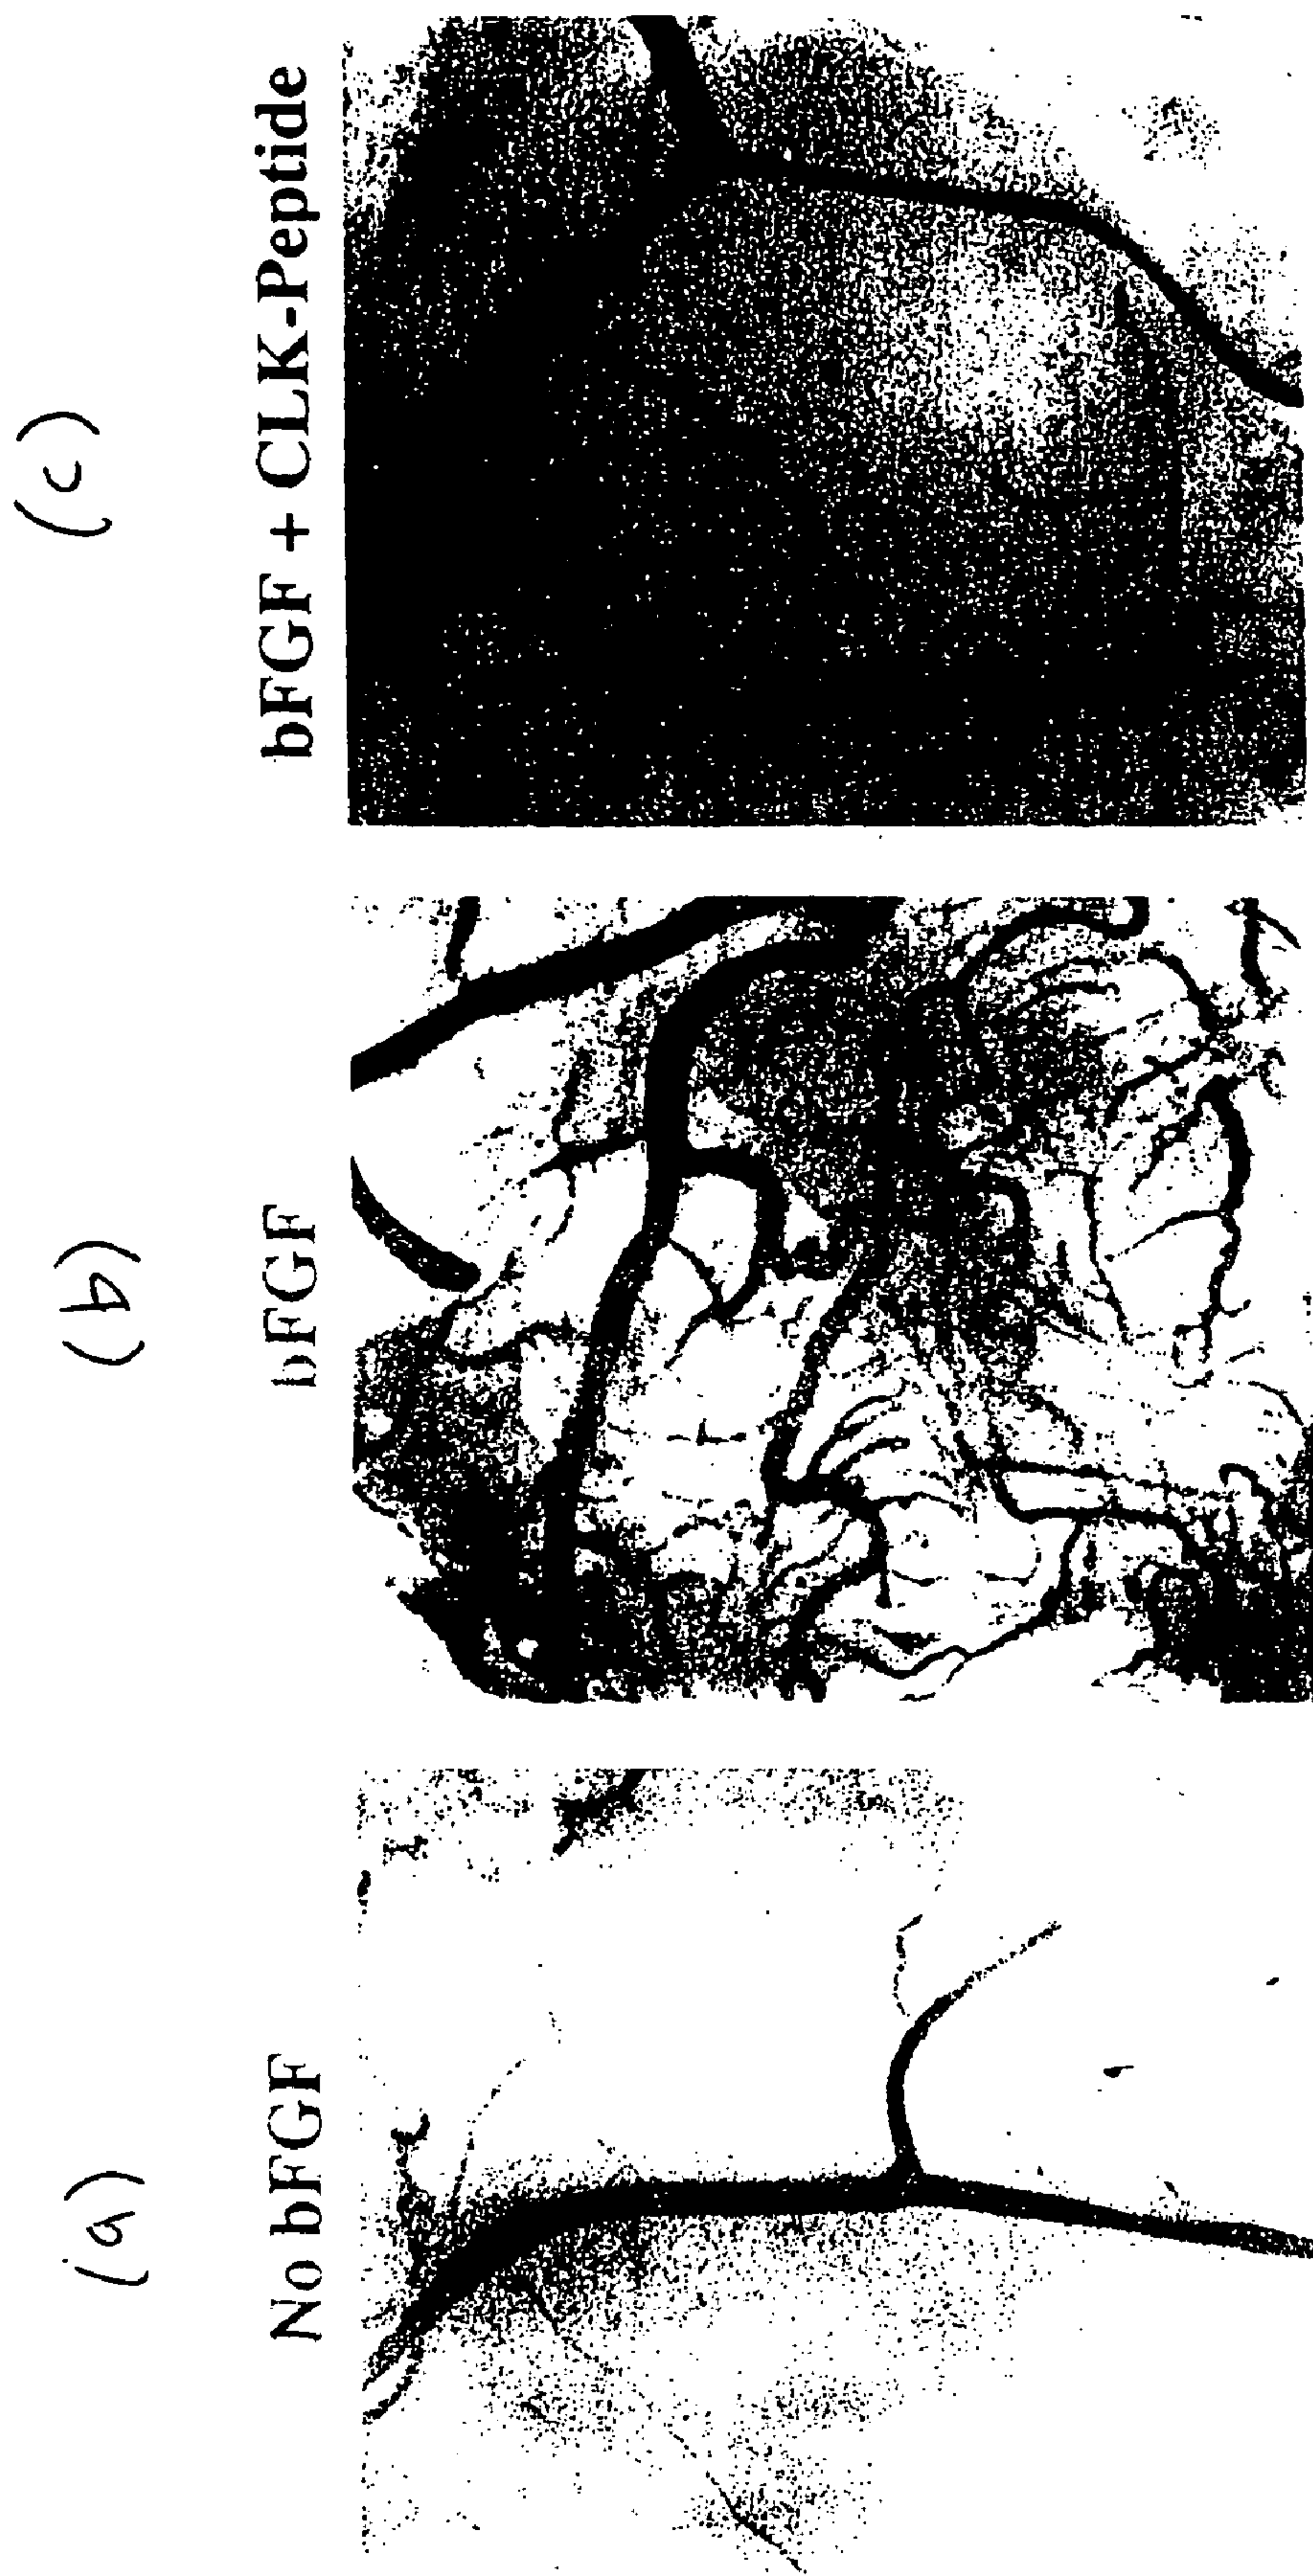 (a)
No bFGF
(b)
bFGF
(c)
bFGF + CLK-Peptide